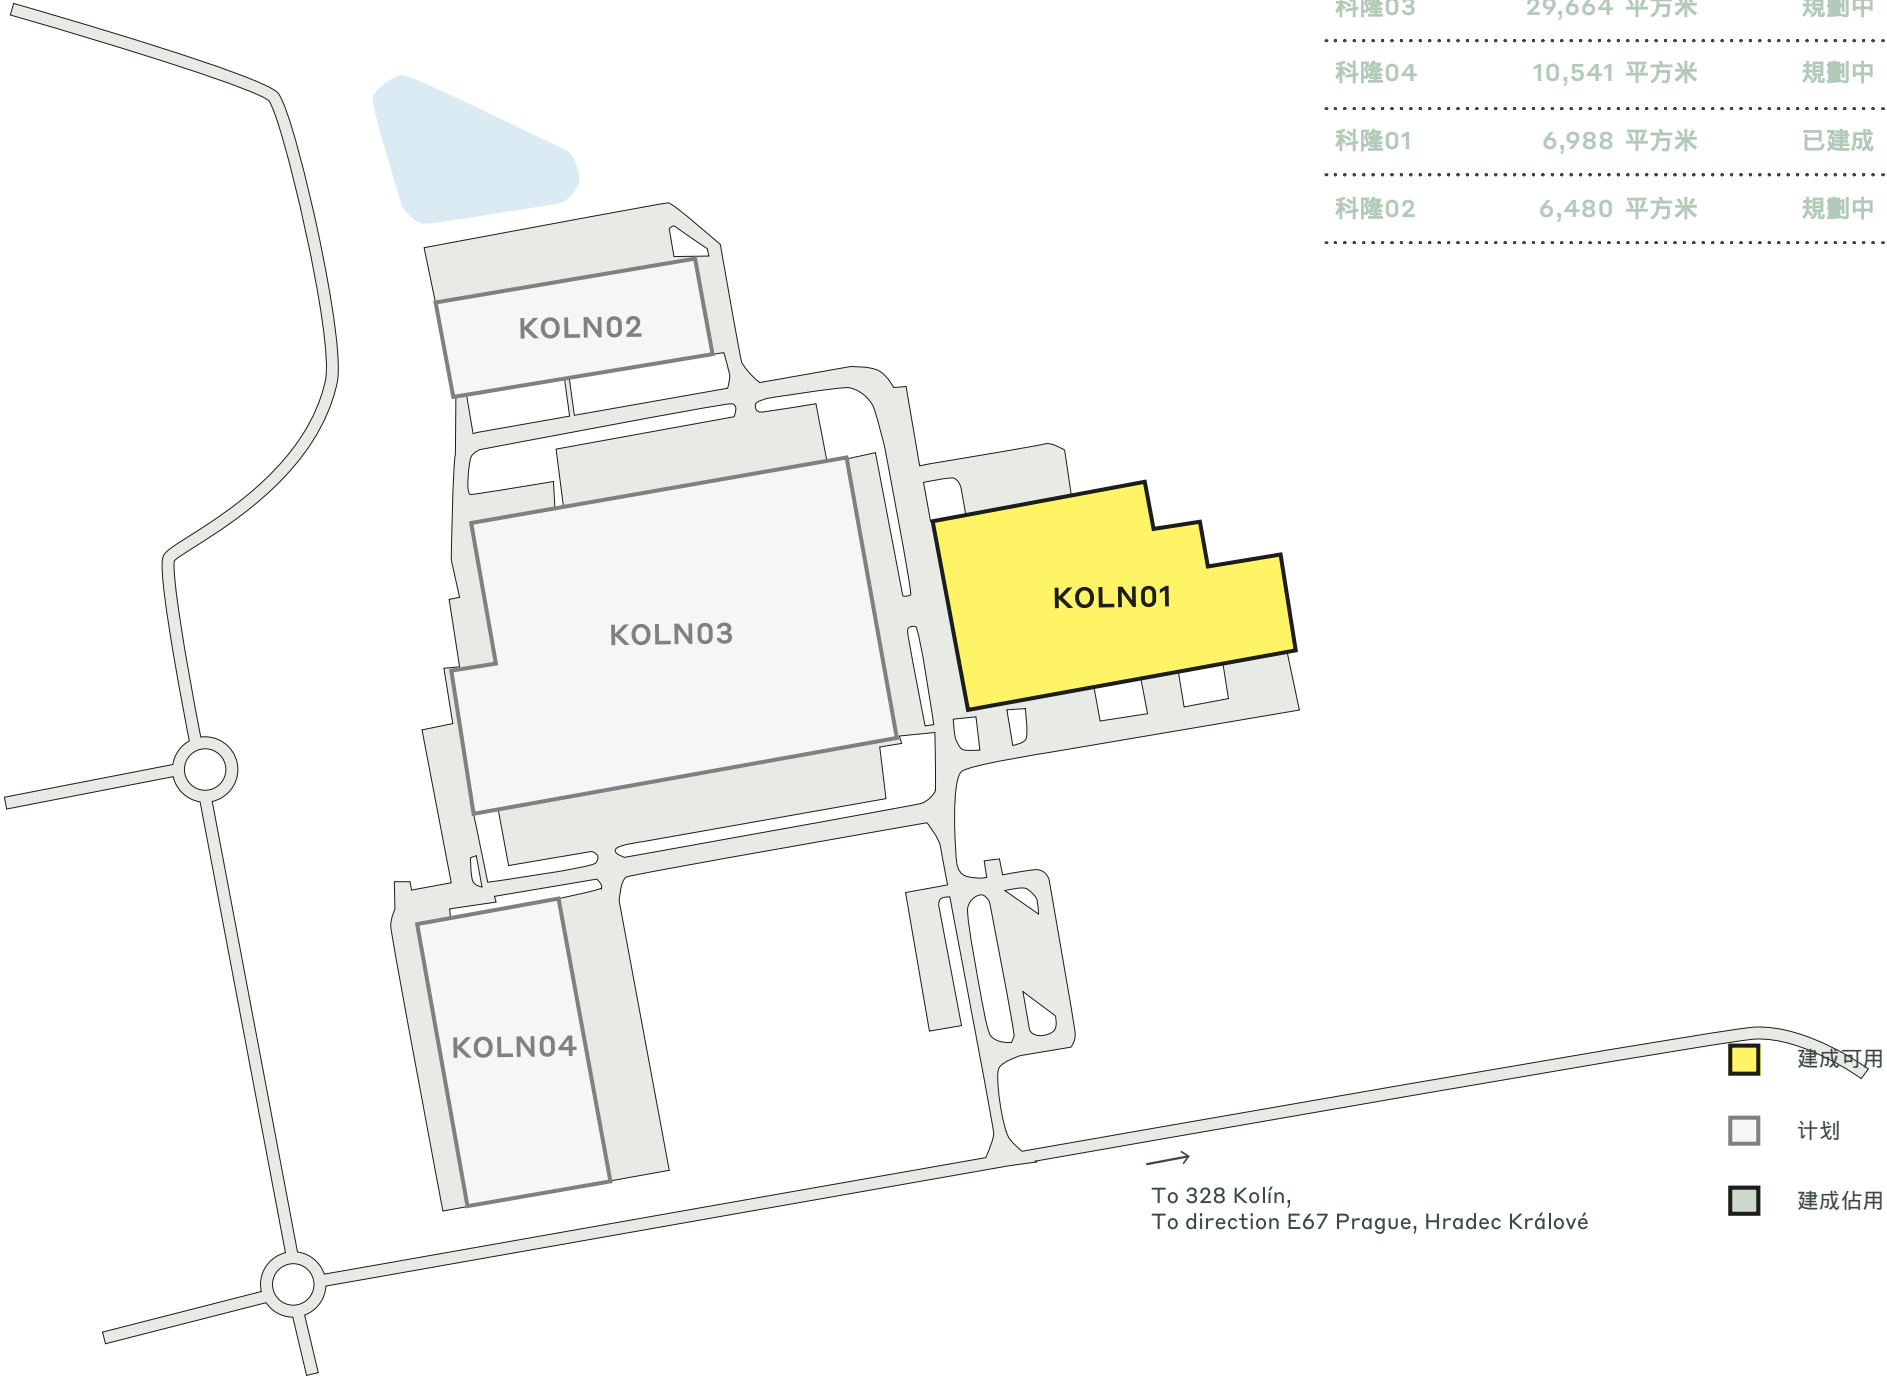 科隆03 29,664 平方米 規劃中
科隆04 10,541 平方米 規劃中
科隆01 6,988 平方米 已建成
科隆02 6,480 平方米 規劃中
KOLN02
KOLN01
KOLN03
KOLN04
建成可用
计划
建成佔用
To 328 Kolín,
To direction E67 Prague, Hradec Králové